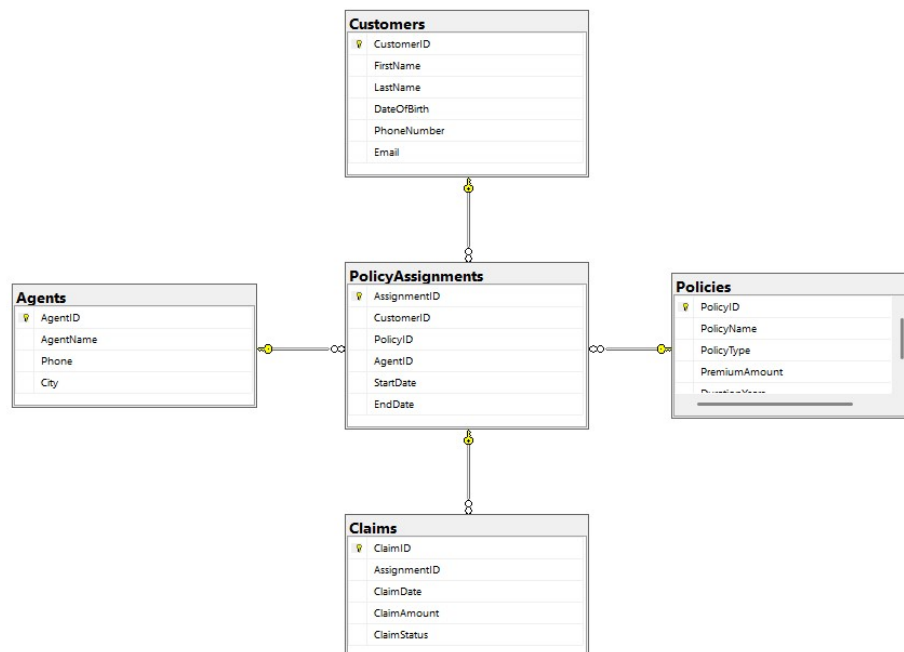 Customers
CustomerID
FirstName
LastName
DateOfBirth
PhoneNumber
Email
Agents
AgentID
AgentName
Phone
City
PolicyAssignments
AssignmentID
CustomerID
PolicyID
AgentID
StartDate
EndDate
Policies
PolicyID
PolicyName
PolicyType
PremiumAmount
Claims
ClaimID
AssignmentID
ClaimDate
ClaimAmount
ClaimStatus